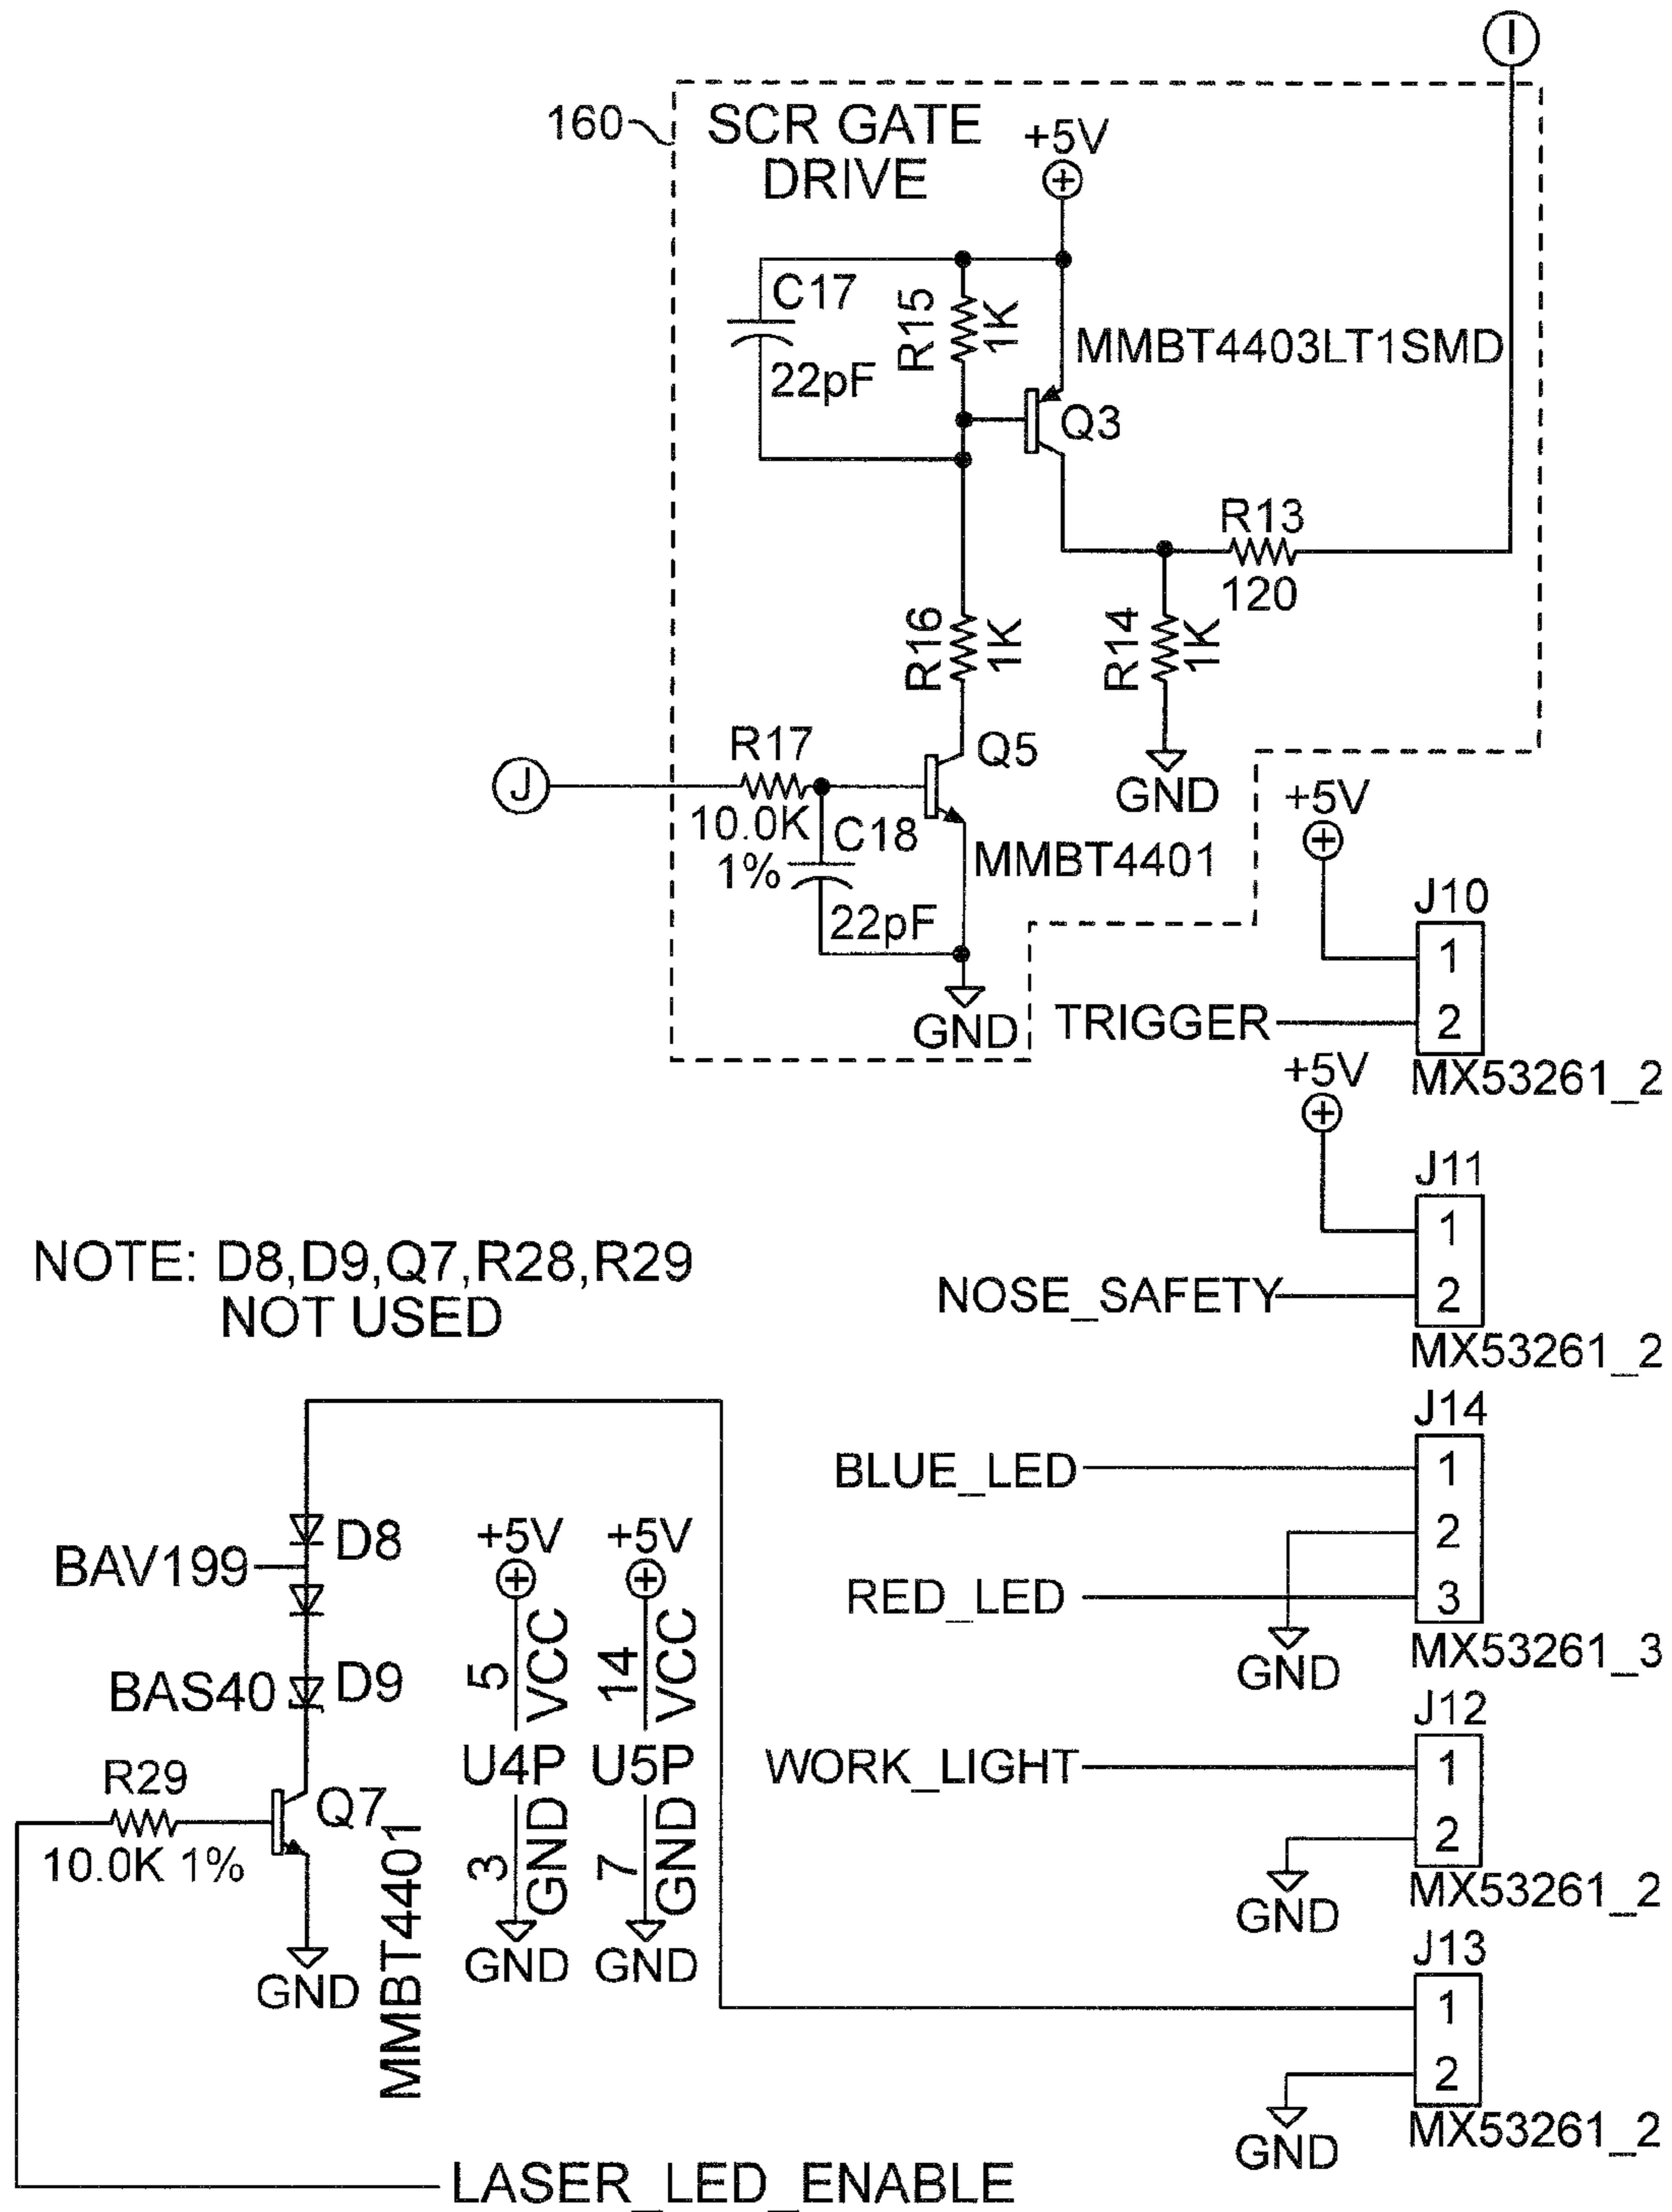 I
160
SCR GATE
DRIVE
+5V
C17
22pF
R15
1K
MMBT4403LT1SMD
Q3
R13
120
R16
1K
R14
1K
GND
J
R17
10.0K
1%
Q5
C18
22pF
MMBT4401
GND
+5V
J10
1
2
TRIGGER
MX53261_2
+5V
J11
1
2
NOSE_SAFETY
MX53261_2
NOTE: D8,D9,Q7,R28,R29
NOT USED
J14
BLUE_LED
1
2
RED_LED
3
GND
MX53261_3
BAV199
D8
BAS40
D9
+5V
+5V
5
VCC
14
VCC
U4P
U5P
3
GND
7
GND
GND
GND
R29
10.0K 1%
Q7
MMBT4401
GND
J12
WORK_LIGHT
1
2
GND
MX53261_2
J13
1
2
GND
MX53261_2
LASER_LED_ENABLE